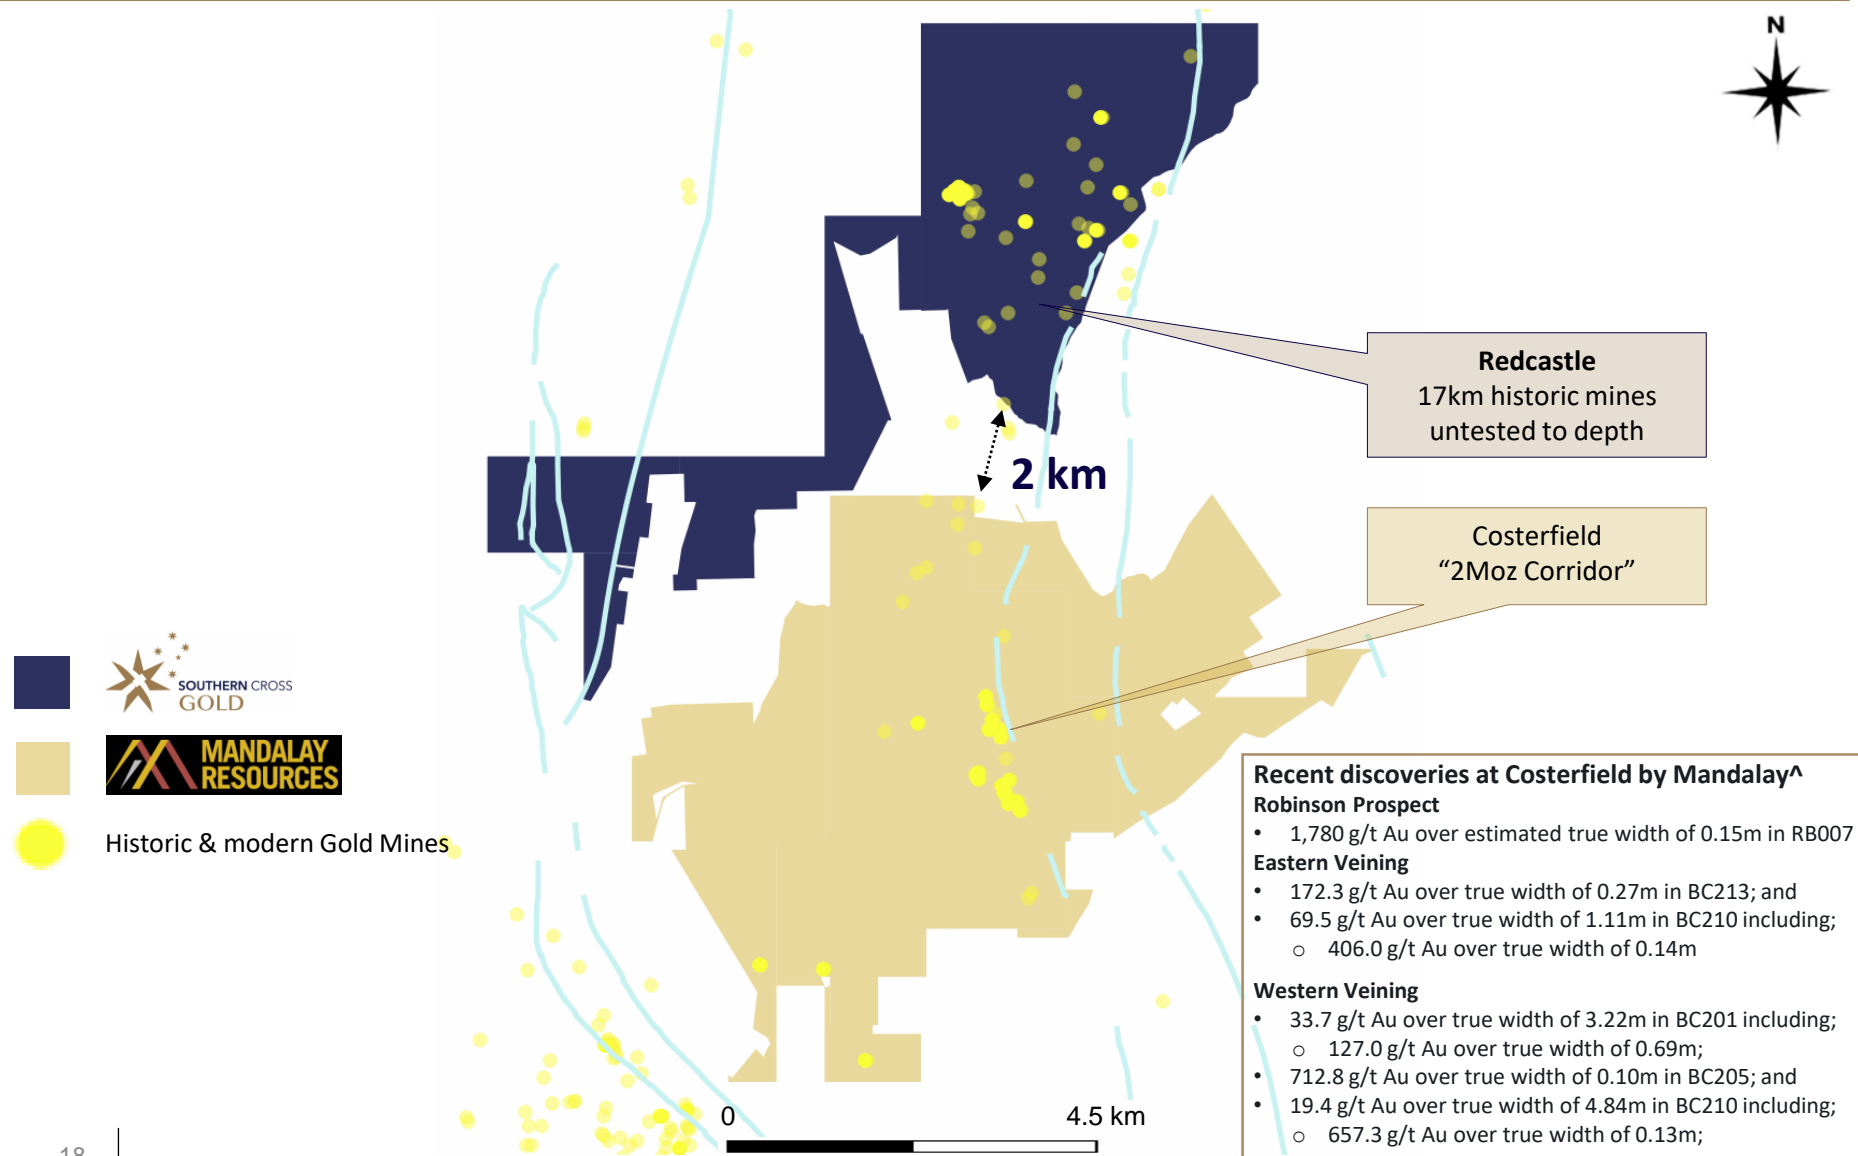 N
Redcastle
17km historic mines
untested to depth
2 km
Costerfield
“2Moz Corridor”
SOUTHERN CROSS
GOLD
MANDALAY
RESOURCES
Historic & modern Gold Mines
Recent discoveries at Costerfield by Mandalay^
Robinson Prospect
• 1,780 g/t Au over estimated true width of 0.15m in RB007
Eastern Veining
• 172.3 g/t Au over true width of 0.27m in BC213; and
• 69.5 g/t Au over true width of 1.11m in BC210 including;
o 406.0 g/t Au over true width of 0.14m
Western Veining
• 33.7 g/t Au over true width of 3.22m in BC201 including;
o 127.0 g/t Au over true width of 0.69m;
• 712.8 g/t Au over true width of 0.10m in BC205; and
• 19.4 g/t Au over true width of 4.84m in BC210 including;
o 657.3 g/t Au over true width of 0.13m;
0 4.5 km
18